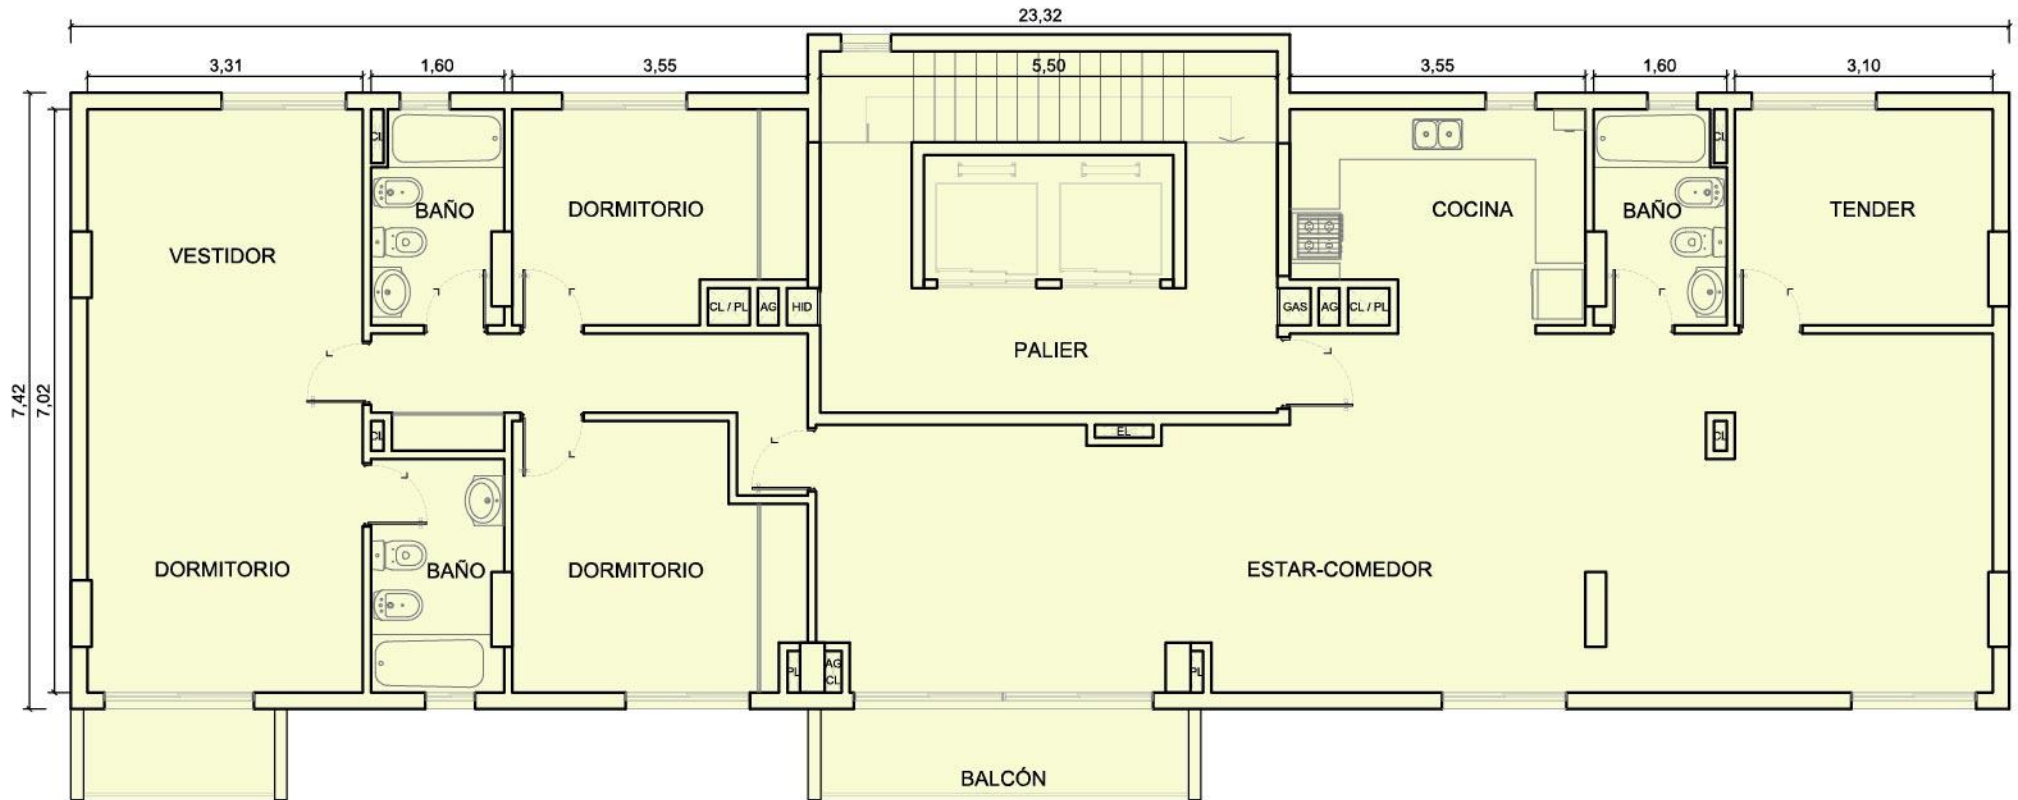 23,32
3,31
1,60
3,55
5,50
3,55
1,60
3,10
CL
CL
BAÑO
DORMITORIO
COCINA
BAÑO
TENDER
VESTIDOR
CL / PL
AG
HID
GAS
AG
CL / PL
PALIER
7,42
7,02
CL
EL
CL
DORMITORIO
BAÑO
DORMITORIO
ESTAR-COMEDOR
PL
AG
CL
PL
BALCÓN